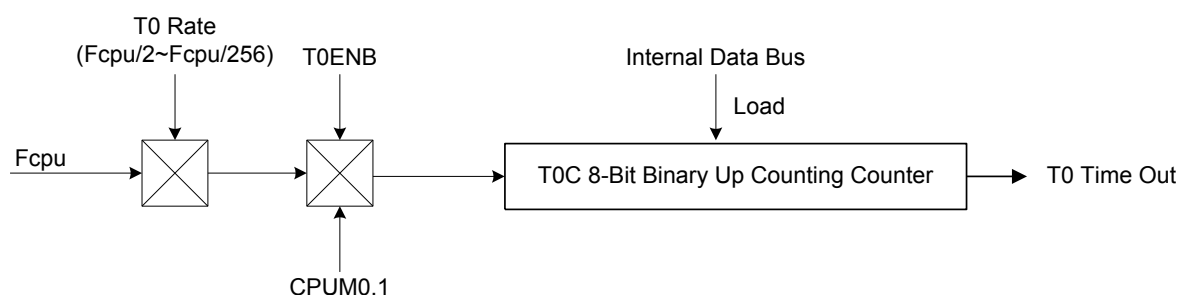 T0 Rate
(Fcpu/2~Fcpu/256)
T0ENB
Internal Data Bus
Load
Fcpu
T0C 8-Bit Binary Up Counting Counter
T0 Time Out
CPUM0,1